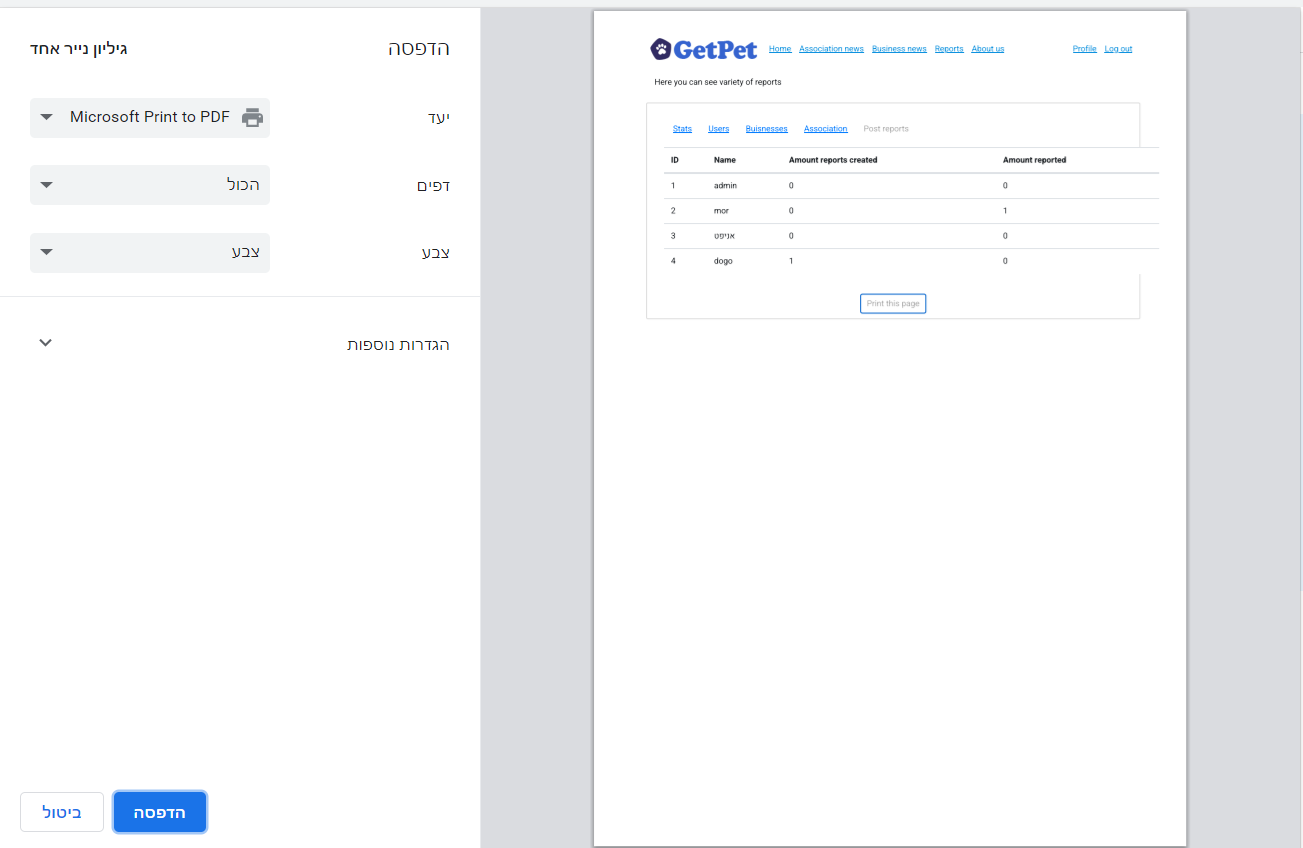 הדפסה
גיליון נייר אחד
יעד
Microsoft Print to PDF
דפים
הכול
צבע
צבע
הגדרות נוספות
הדפסה
ביטול
GetPet Home Association news Business news Reports About us Profile Log out
Here you can see variety of reports
Stats Users Buisnesses Association Post reports
ID Name Amount reports created Amount reported
1 admin 0 0
2 mor 0 1
3 אניפט 0 0
4 dogo 1 0
Print this page